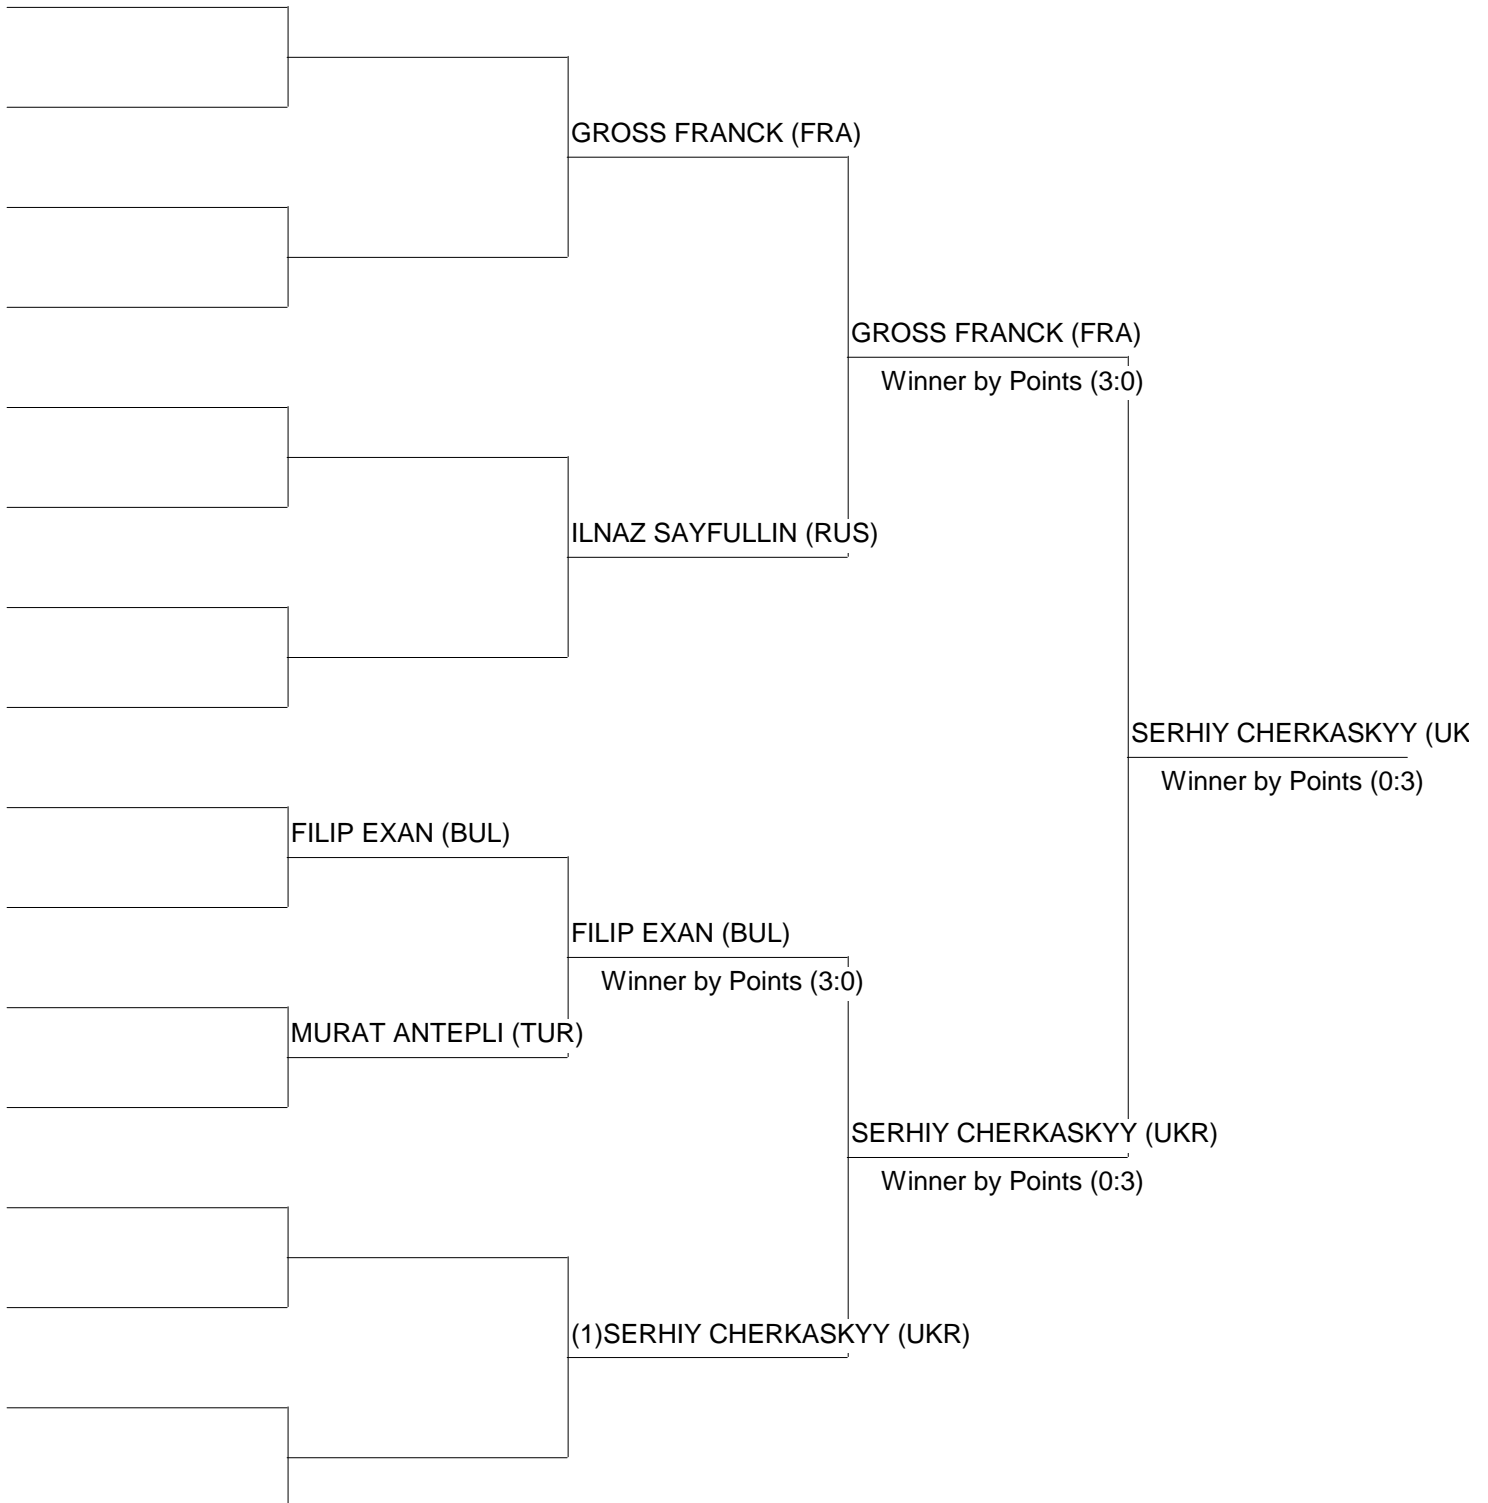 GROSS FRANCK (FRA)
GROSS FRANCK (FRA)
Winner by Points (3:0)
ILNAZ SAYFULLIN (RUS)
SERHIY CHERKASKYY (UK
Winner by Points (0:3)
FILIP EXAN (BUL)
FILIP EXAN (BUL)
Winner by Points (3:0)
MURAT ANTEPLI (TUR)
SERHIY CHERKASKYY (UKR)
Winner by Points (0:3)
(1)SERHIY CHERKASKYY (UKR)